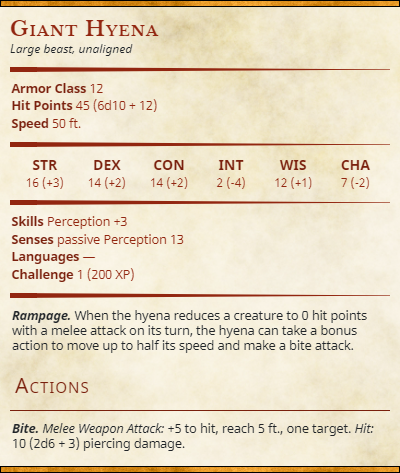 Giant Hyena
Large beast, unaligned
Armor Class 12
Hit Points 45 (6d10 + 12)
Speed 50 ft.
STR DEX CON INT WIS CHA
16 (+3) 14 (+2) 14 (+2) 2 (-4) 12 (+1) 7 (-2)
Skills Perception +3
Senses passive Perception 13
Languages —
Challenge 1 (200 XP)
Rampage. When the hyena reduces a creature to 0 hit points
with a melee attack on its turn, the hyena can take a bonus
action to move up to half its speed and make a bite attack.
Actions
Bite. Melee Weapon Attack: +5 to hit, reach 5 ft., one target. Hit:
10 (2d6 + 3) piercing damage.